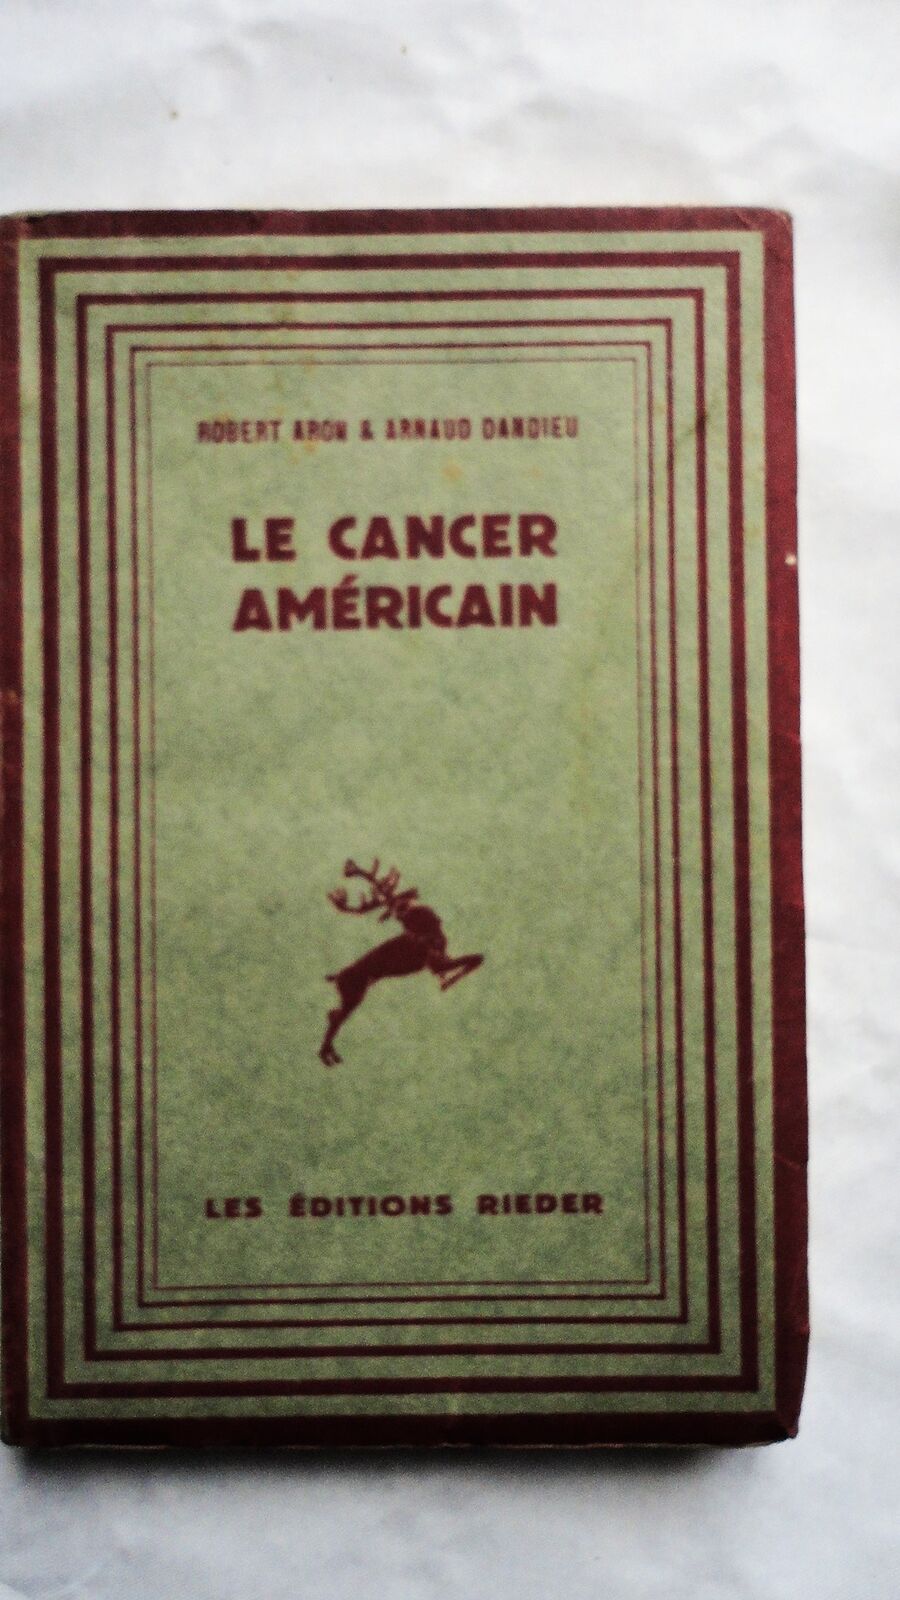 ROBERT ARON & ARNAUD DANDIEU
LE CANCER
AMÉRICAIN
LES ÉDITIONS RIEDER